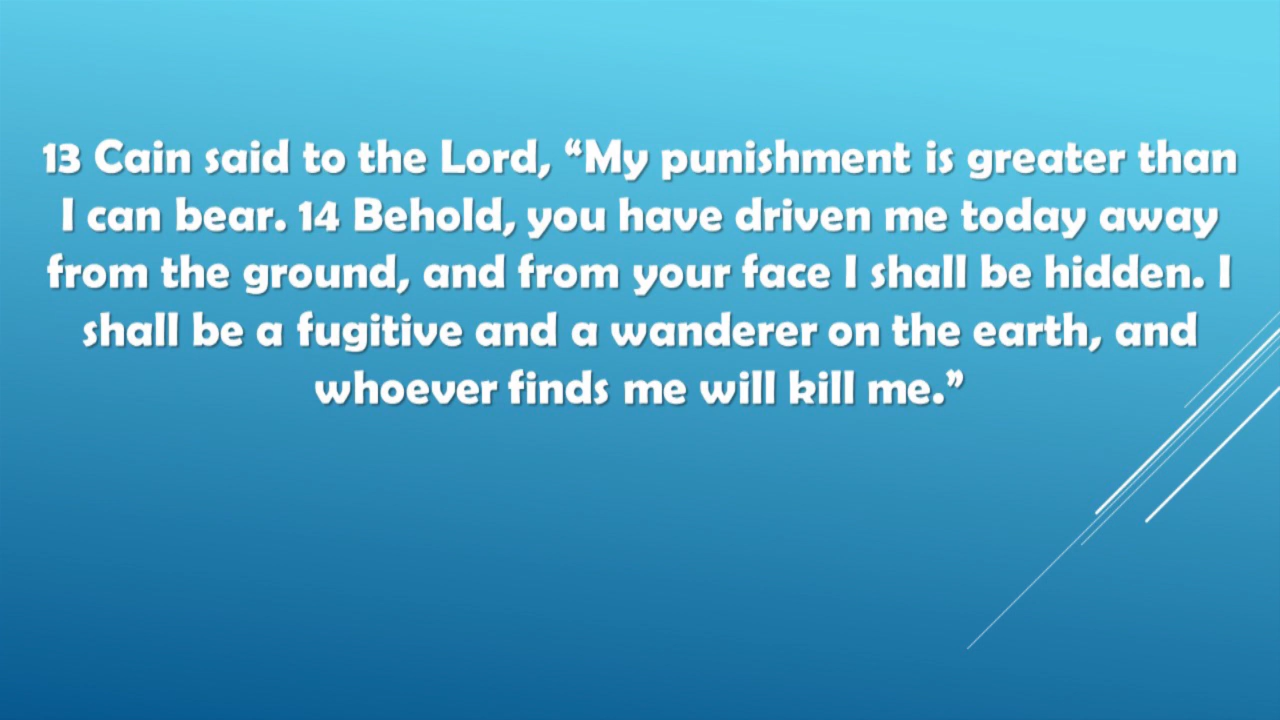 13 Cain said to the Lord, “My punishment is greater than
I can bear. 14 Behold, you have driven me today away
from the ground, and from your face I shall be hidden. I
shall be a fugitive and a wanderer on the earth, and
whoever finds me will kill me.”